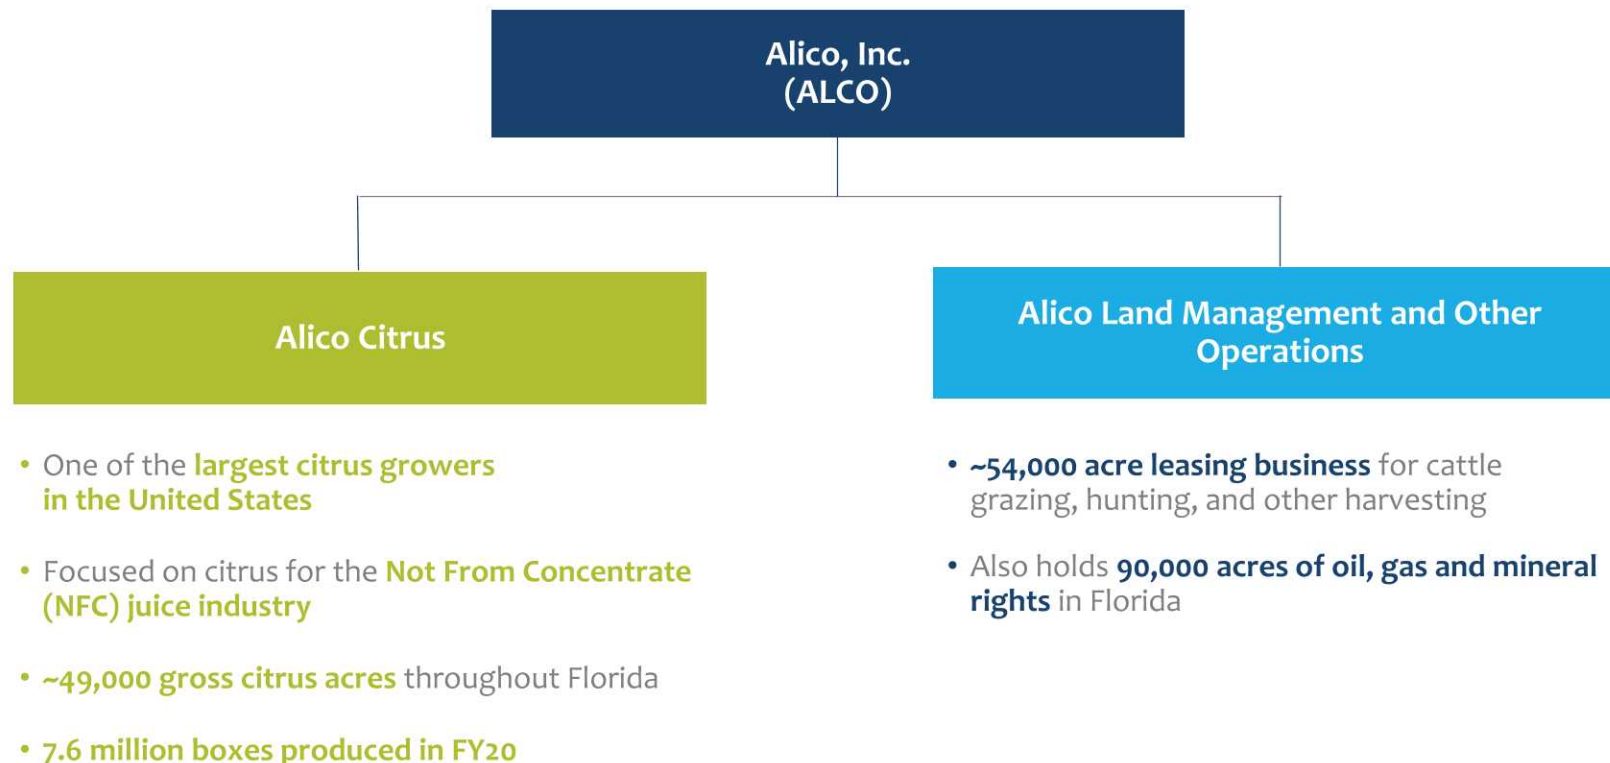 Alico, Inc.
(ALCO)
Alico Citrus
• One of the largest citrus growers
in the United States
• Focused on citrus for the Not From Concentrate
(NFC) juice industry
• ~49,000 gross citrus acres throughout Florida
• 7.6 million boxes produced in FY20
Alico Land Management and Other
Operations
• ~54,000 acre leasing business for cattle
grazing, hunting, and other harvesting
• Also holds 90,000 acres of oil, gas and mineral
rights in Florida